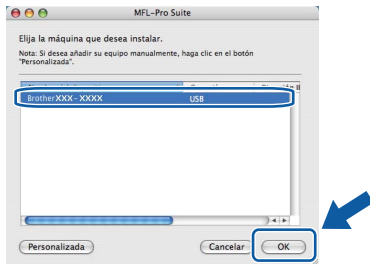 MFL-Pro Suite
Elija la máquina que desea instalar.
Nota: Si desea añadir su equipo manualmente, haga clic en el botón
"Personalizada".
BrotherXXX-XXXX USB
Personalizada Cancelar OK